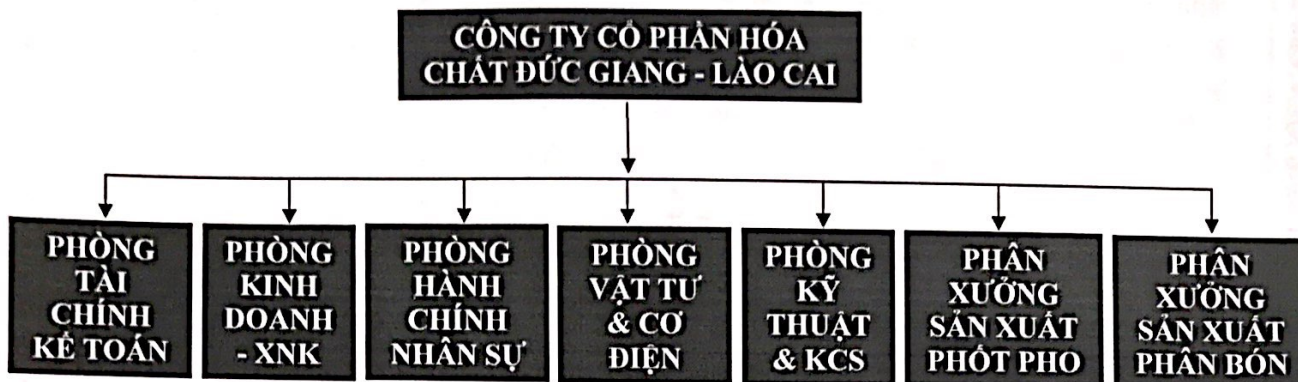 CÔNG TY CỔ PHẦN HÓA
CHẤT ĐỨC GIANG - LÀO CAI
PHÒNG
TÀI
CHÍNH
KẾ TOÁN
PHÒNG
KINH
DOANH
- XNK
PHÒNG
HÀNH
CHÍNH
NHÂN SỰ
PHÒNG
VẬT TƯ
& CƠ
ĐIỆN
PHÒNG
KỸ
THUẬT
& KCS
PHÂN
XƯỞNG
SẢN XUẤT
PHỐT PHO
PHÂN
XƯỞNG
SẢN XUẤT
PHÂN BÓN